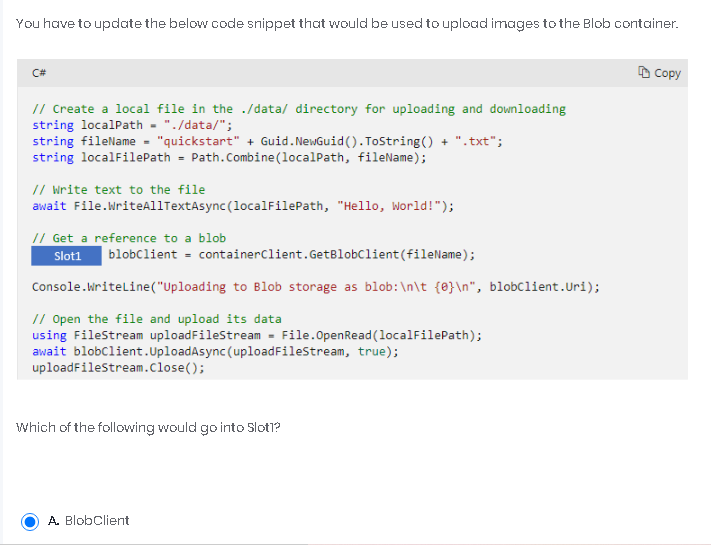 You have to update the below code snippet that would be used to upload images to the Blob container.
C#
Copy
// Create a local file in the ./data/ directory for uploading and downloading
string localPath = "./data/";
string fileName = "quickstart" + Guid.NewGuid().ToString() + ".txt";
string localFilePath = Path.Combine(localPath, fileName);
// Write text to the file
await File.WriteAllTextAsync(localFilePath, "Hello, World!");
// Get a reference to a blob
Slot1 blobClient = containerClient.GetBlobClient(fileName);
Console.WriteLine("Uploading to Blob storage as blob:\n\t {0}\n", blobClient.Uri);
// Open the file and upload its data
using FileStream uploadFileStream = File.OpenRead(localFilePath);
await blobClient.UploadAsync(uploadFileStream, true);
uploadFileStream.Close();
Which of the following would go into Slot1?
A. BlobClient